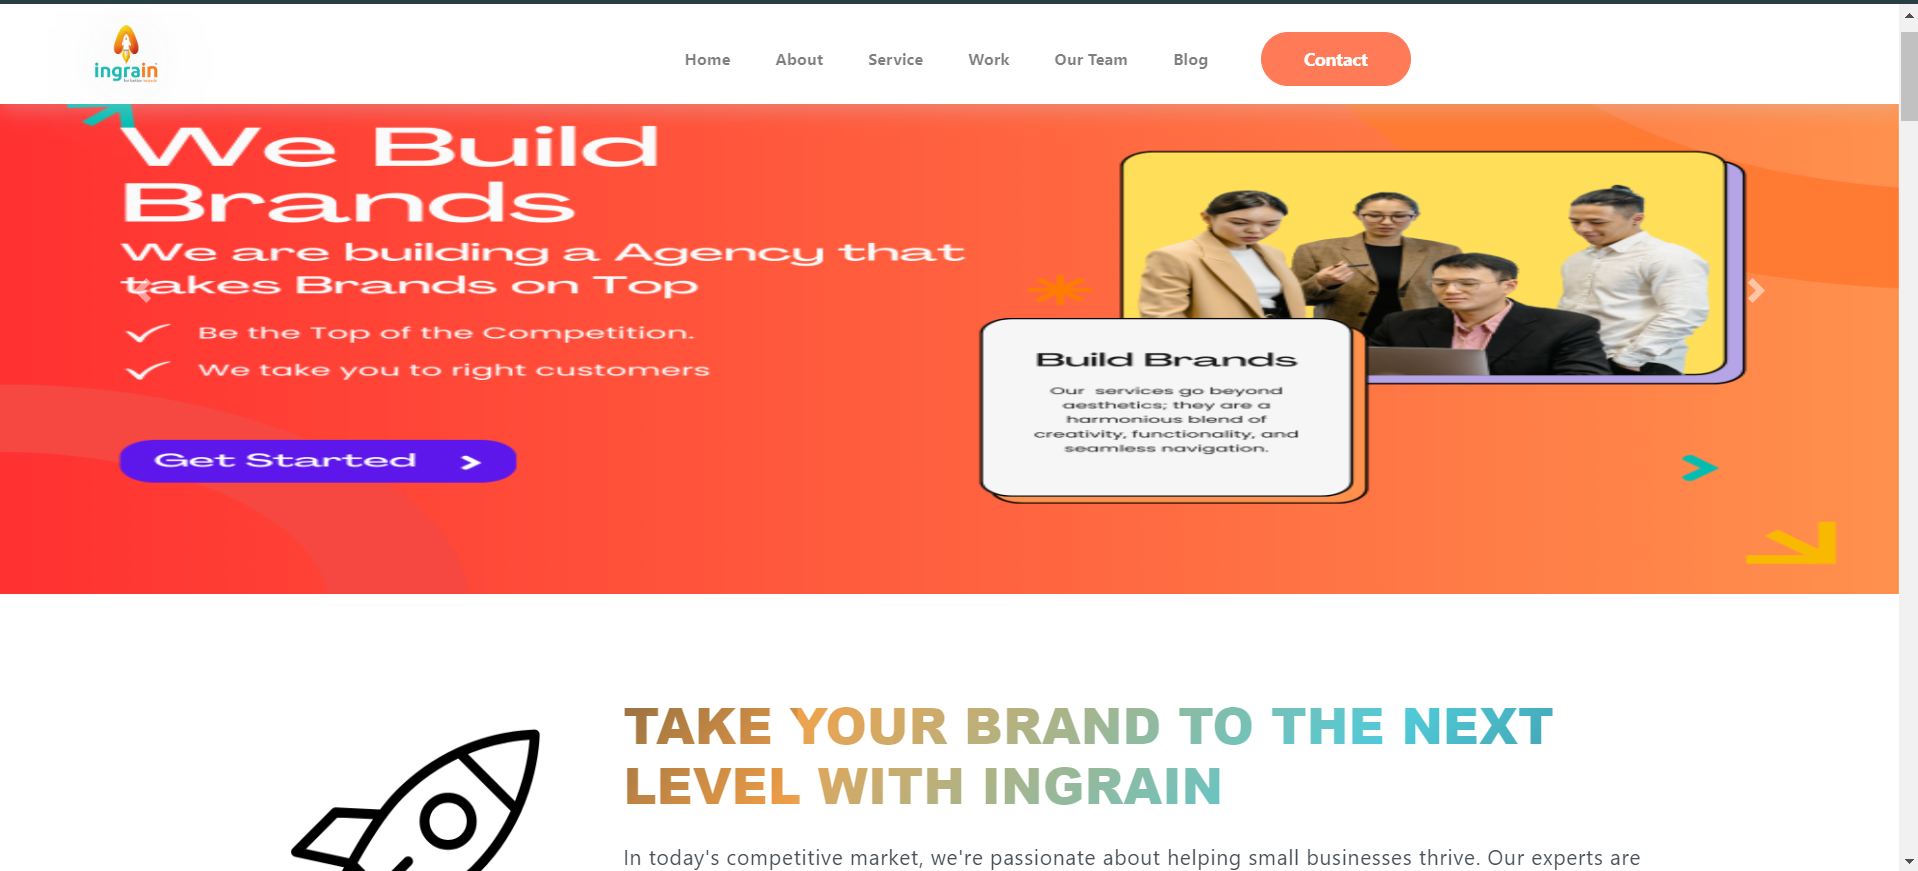 ingrain
Home About Service Work Our Team Blog Contact
We Build
Brands
We are building a Agency that
takes Brands on Top
Be the Top of the Competition.
We take you to right customers
Get Started
Build Brands
Our services go beyond
aesthetics; they are a
harmonious blend of
creativity, functionality, and
seamless navigation.
TAKE YOUR BRAND TO THE NEXT
LEVEL WITH INGRAIN
In today's competitive market, we're passionate about helping small businesses thrive. Our experts are